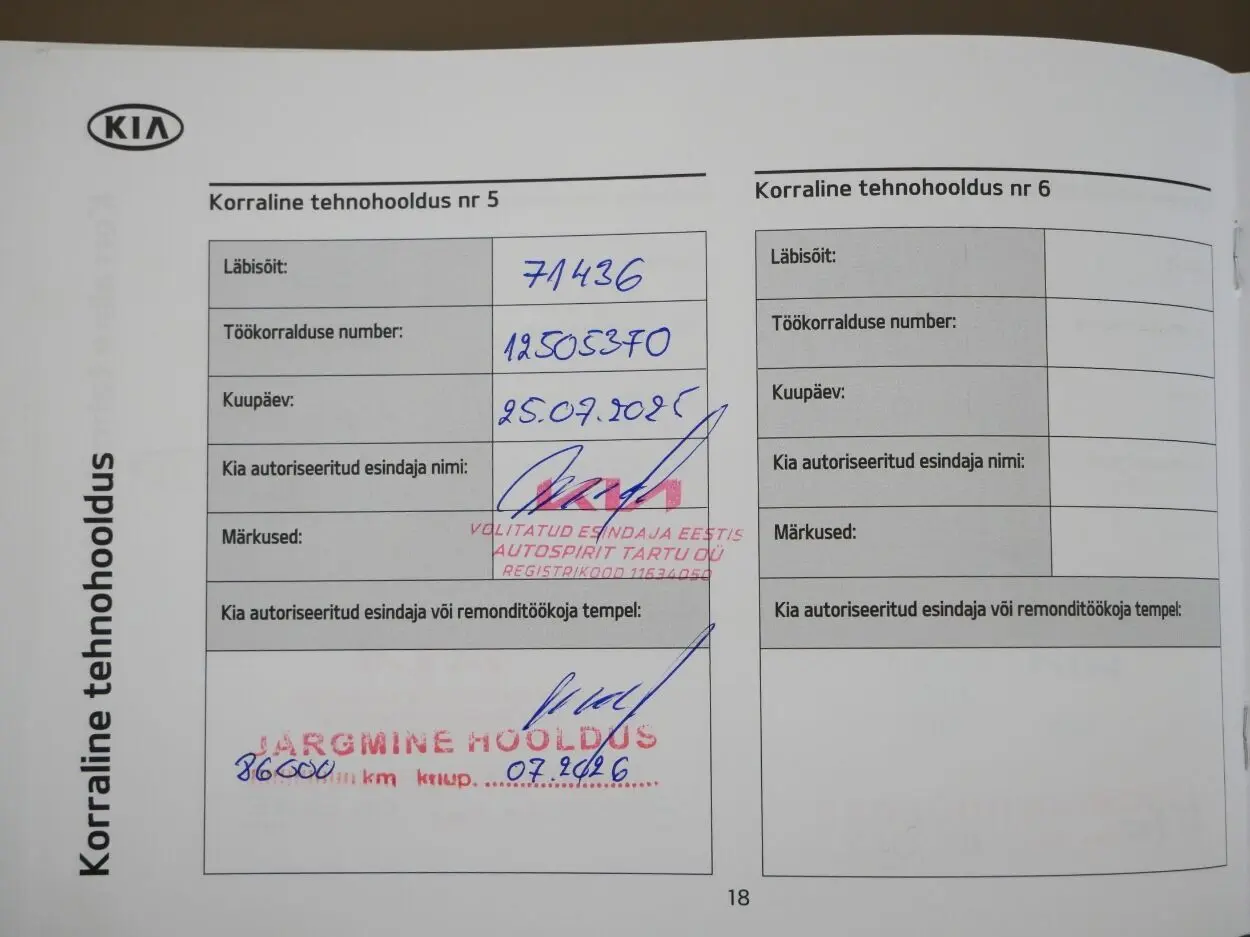 KIA
Korraline tehnohooldus
Korraline tehnohooldus nr 5
Läbisõit: 71436
Töökorralduse number: 12505370
Kuupäev: 25.07.2025
Kia autoriseeritud esindaja nimi:
KIA
Märkused:
VOLITATUD ESINDAJA EESTIS
AUTOSPIRIT TARTU OÜ
REGISTRIKOOD 11634050
Kia autoriseeritud esindaja või remonditöökoja tempel:
JÄRGMINE HOOLDUS
86000 km kuup. 07.2026
Korraline tehnohooldus nr 6
Läbisõit:
Töökorralduse number:
Kuupäev:
Kia autoriseeritud esindaja nimi:
Märkused:
Kia autoriseeritud esindaja või remonditöökoja tempel:
18